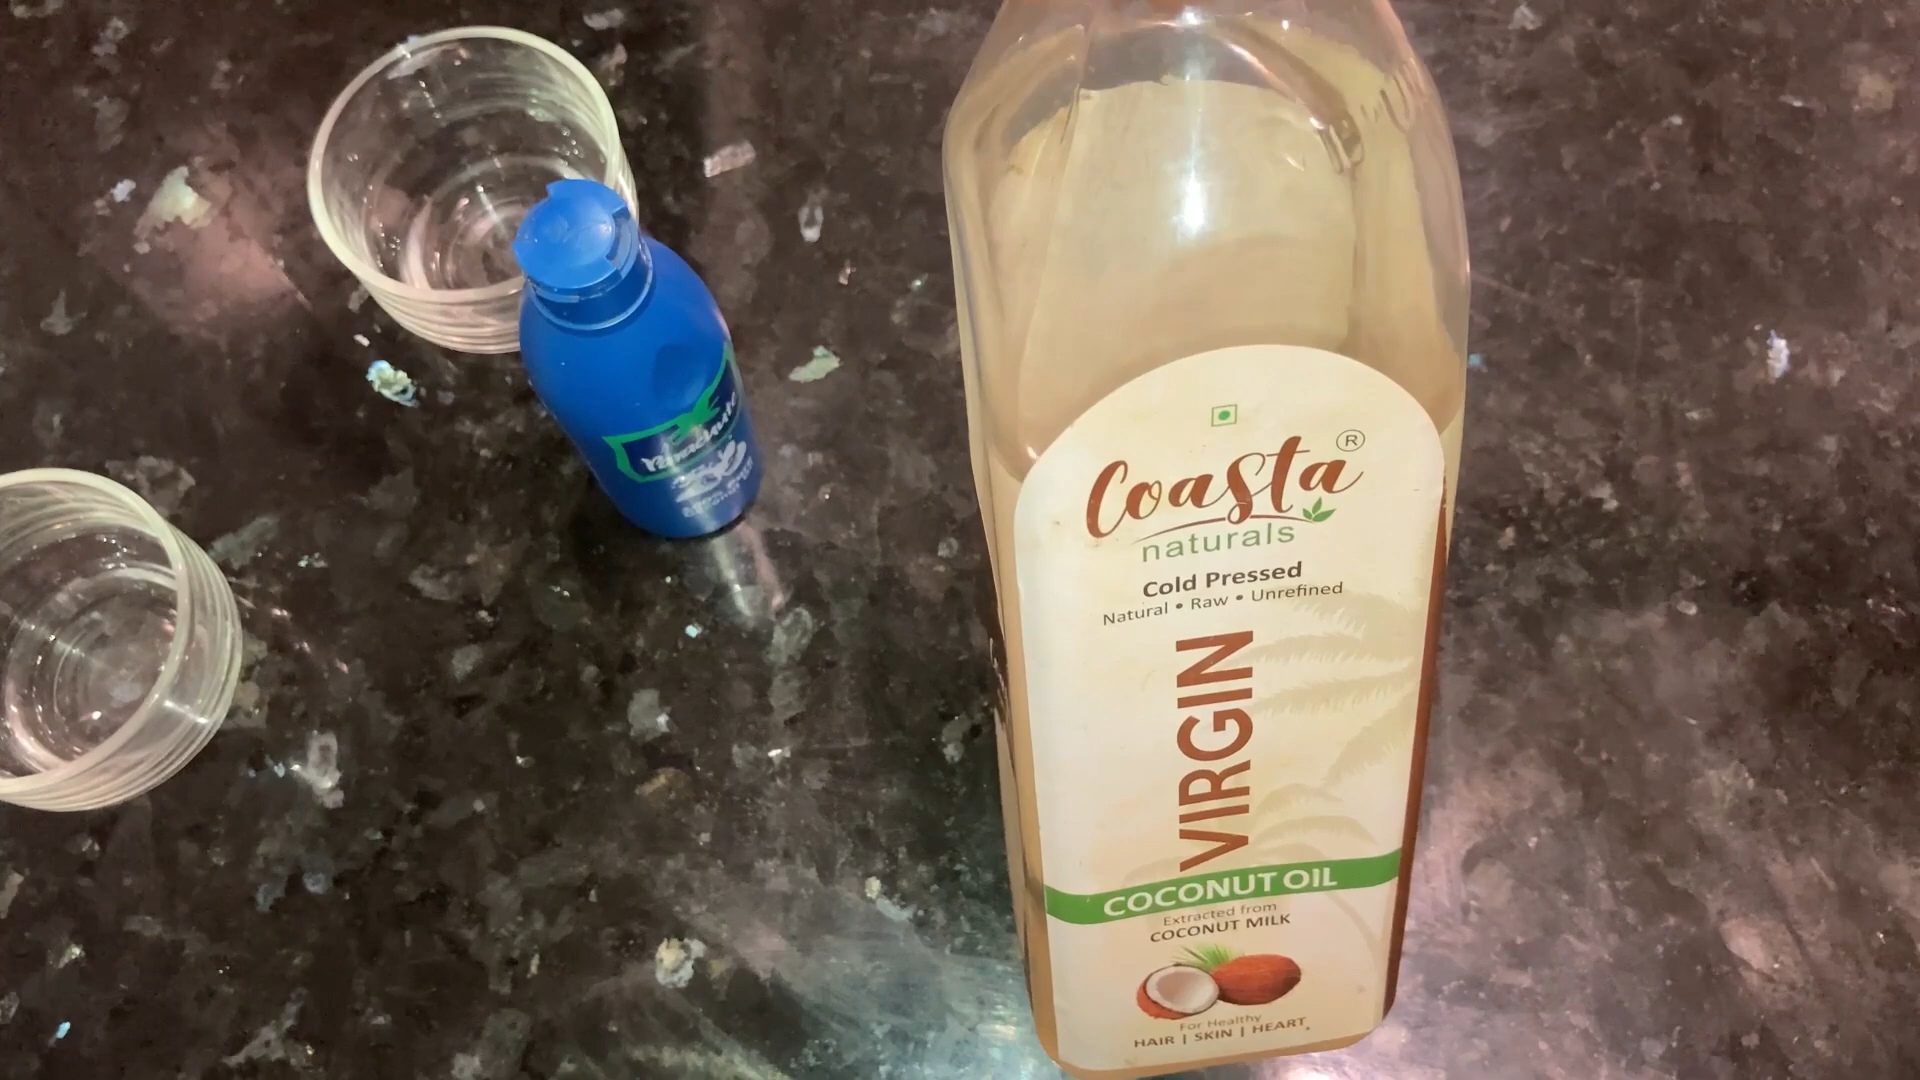 Parachute
Coasta®
naturals
Cold Pressed
Natural • Raw • Unrefined
VIRGIN
COCONUT OIL
Extracted from
COCONUT MILK
For Healthy
HAIR | SKIN | HEART